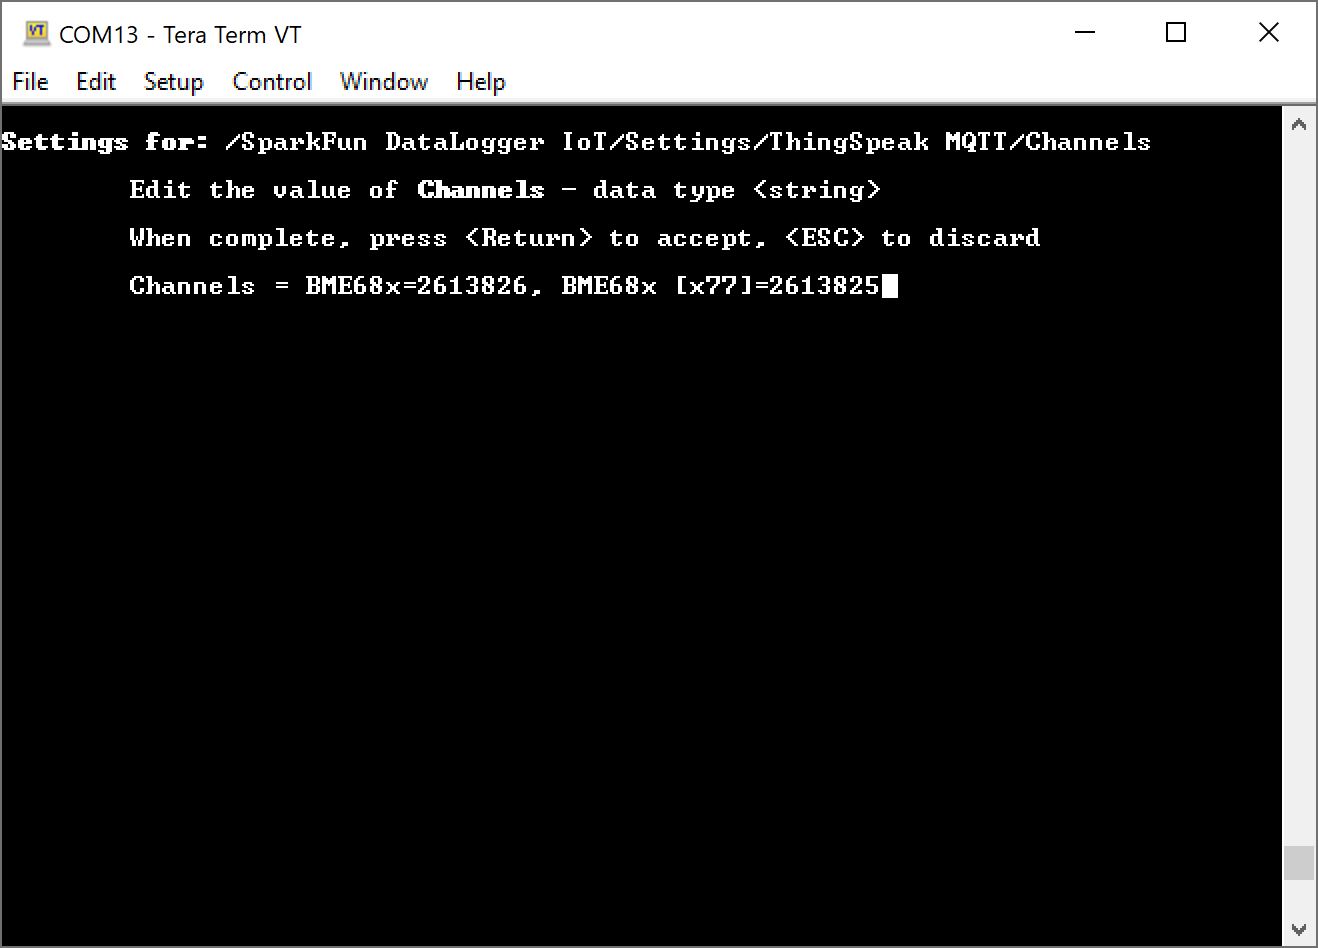 COM13 - Tera Term VT
File Edit Setup Control Window Help
Settings for: /SparkFun DataLogger IoT/Settings/ThingSpeak MQTT/Channels
Edit the value of Channels - data type <string>
When complete, press <Return> to accept, <ESC> to discard
Channels = BME68x=2613826, BME68x [x77]=2613825